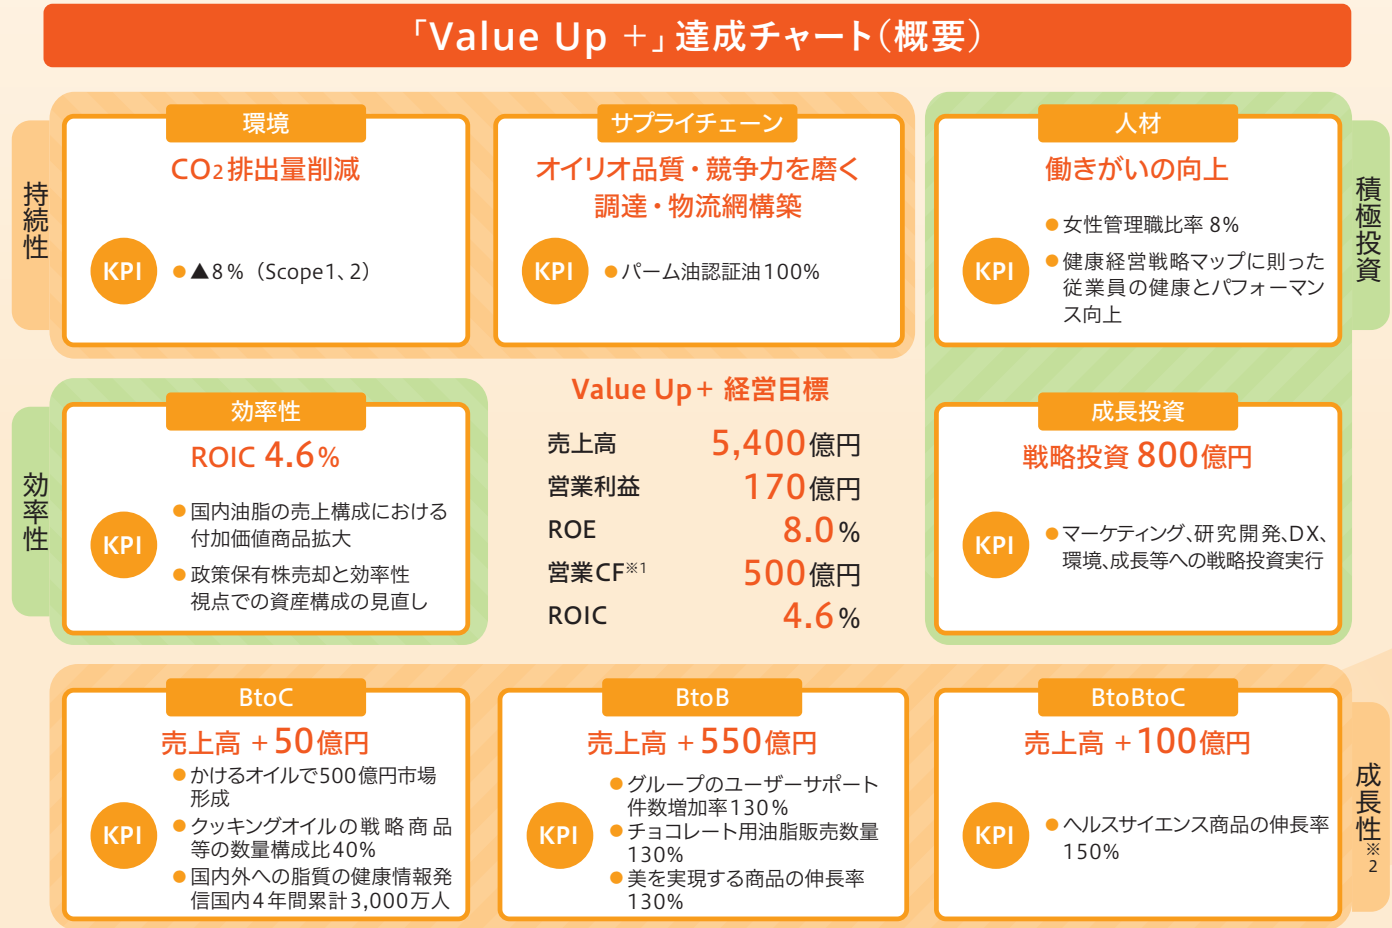 「Value Up +」達成チャート（概要）
持続性
環境
CO2排出量削減
KPI
●▲8%（Scope1、2）
サプライチェーン
オイリオ品質・競争力を磨く
調達・物流網構築
KPI
●パーム油認証油100%
人材
働きがいの向上
KPI
●女性管理職比率 8%
●健康経営戦略マップに則った
従業員の健康とパフォーマン
ス向上
積極投資
効率性
効率性
ROIC 4.6%
KPI
●国内油脂の売上構成における
付加価値商品拡大
●政策保有株売却と効率性
視点での資産構成の見直し
Value Up+ 経営目標
売上高 5,400億円
営業利益 170億円
ROE 8.0%
営業CF※1 500億円
ROIC 4.6%
成長投資
戦略投資 800億円
KPI
●マーケティング、研究開発、DX、
環境、成長等への戦略投資実行
BtoC
売上高 +50億円
KPI
●かけるオイルで500億円市場
形成
●クッキングオイルの戦略商品
等の数量構成比40%
●国内外への脂質の健康情報発
信国内4年間累計3,000万人
BtoB
売上高 +550億円
KPI
●グループのユーザーサポート
件数増加率130%
●チョコレート用油脂販売数量
130%
●美を実現する商品の伸長率
130%
BtoBtoC
売上高 +100億円
KPI
●ヘルスサイエンス商品の伸長率
150%
成長性※2